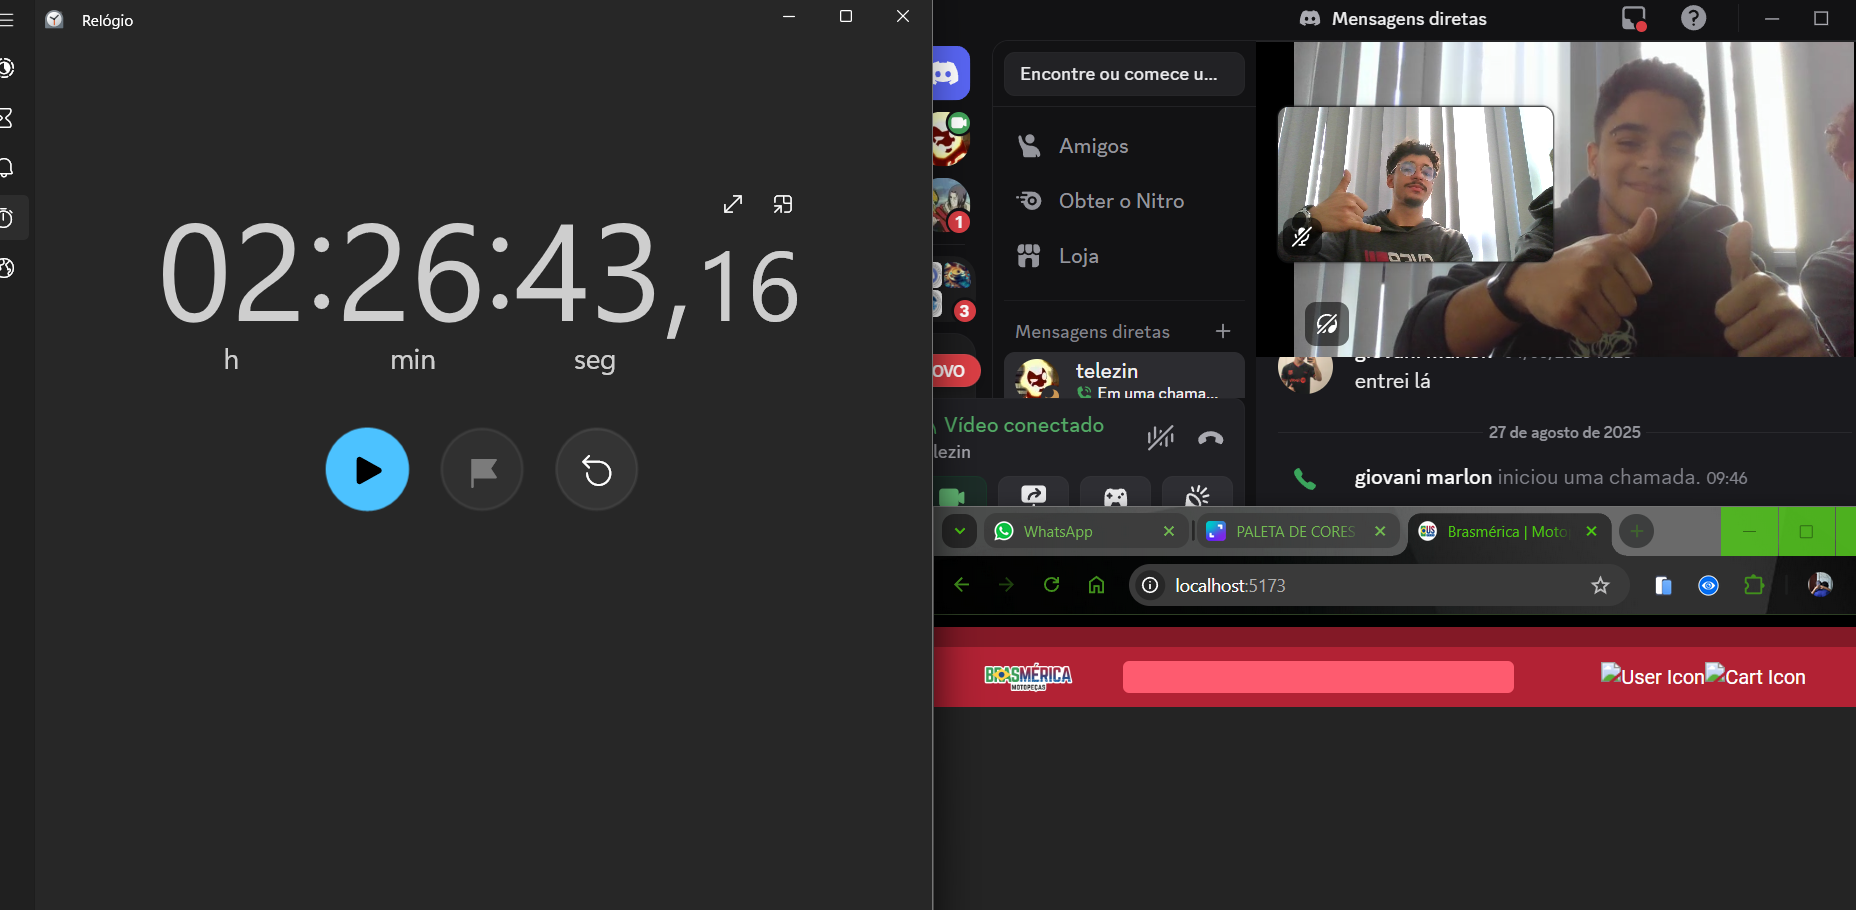 Relógio
02:26:43,16
h min seg
Mensagens diretas
Encontre ou comece u...
1
3
OVO
Amigos
Obter o Nitro
Loja
Mensagens diretas
telezin
Em uma chama...
Vídeo conectado
lezin
entrei lá
27 de agosto de 2025
giovani marlon iniciou uma chamada. 09:46
WhatsApp
PALETA DE CORES
Brasmérica | Moto
localhost:5173
BRASMÉRICA
MOTOPEÇAS
User Icon
Cart Icon